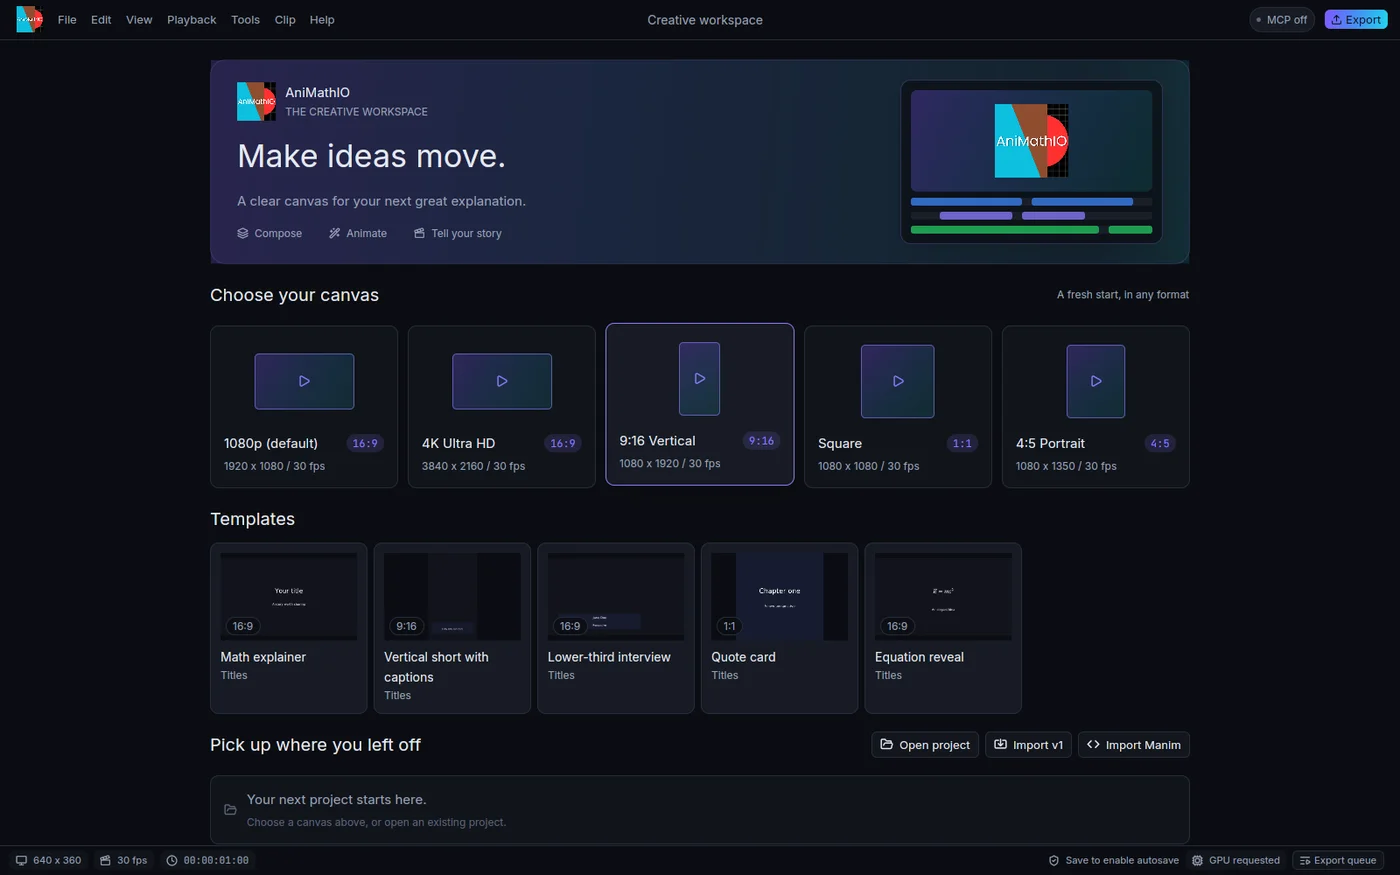 AniMathIO File Edit View Playback Tools Clip Help Creative workspace MCP off Export
AniMathIO AniMathIO
THE CREATIVE WORKSPACE
AniMathIO
Make ideas move.
A clear canvas for your next great explanation.
Compose Animate Tell your story
Choose your canvas A fresh start, in any format
1080p (default) 16:9
1920 x 1080 / 30 fps
4K Ultra HD 16:9
3840 x 2160 / 30 fps
9:16 Vertical 9:16
1080 x 1920 / 30 fps
Square 1:1
1080 x 1080 / 30 fps
4:5 Portrait 4:5
1080 x 1350 / 30 fps
Templates
Your title
16:9
Math explainer
Titles
9:16
Vertical short with
captions
Titles
16:9
Lower-third interview
Titles
Chapter one
1:1
Quote card
Titles
16:9
Equation reveal
Titles
Pick up where you left off Open project Import v1 Import Manim
Your next project starts here.
Choose a canvas above, or open an existing project.
640 x 360 30 fps 00:00:01:00 Save to enable autosave GPU requested Export queue